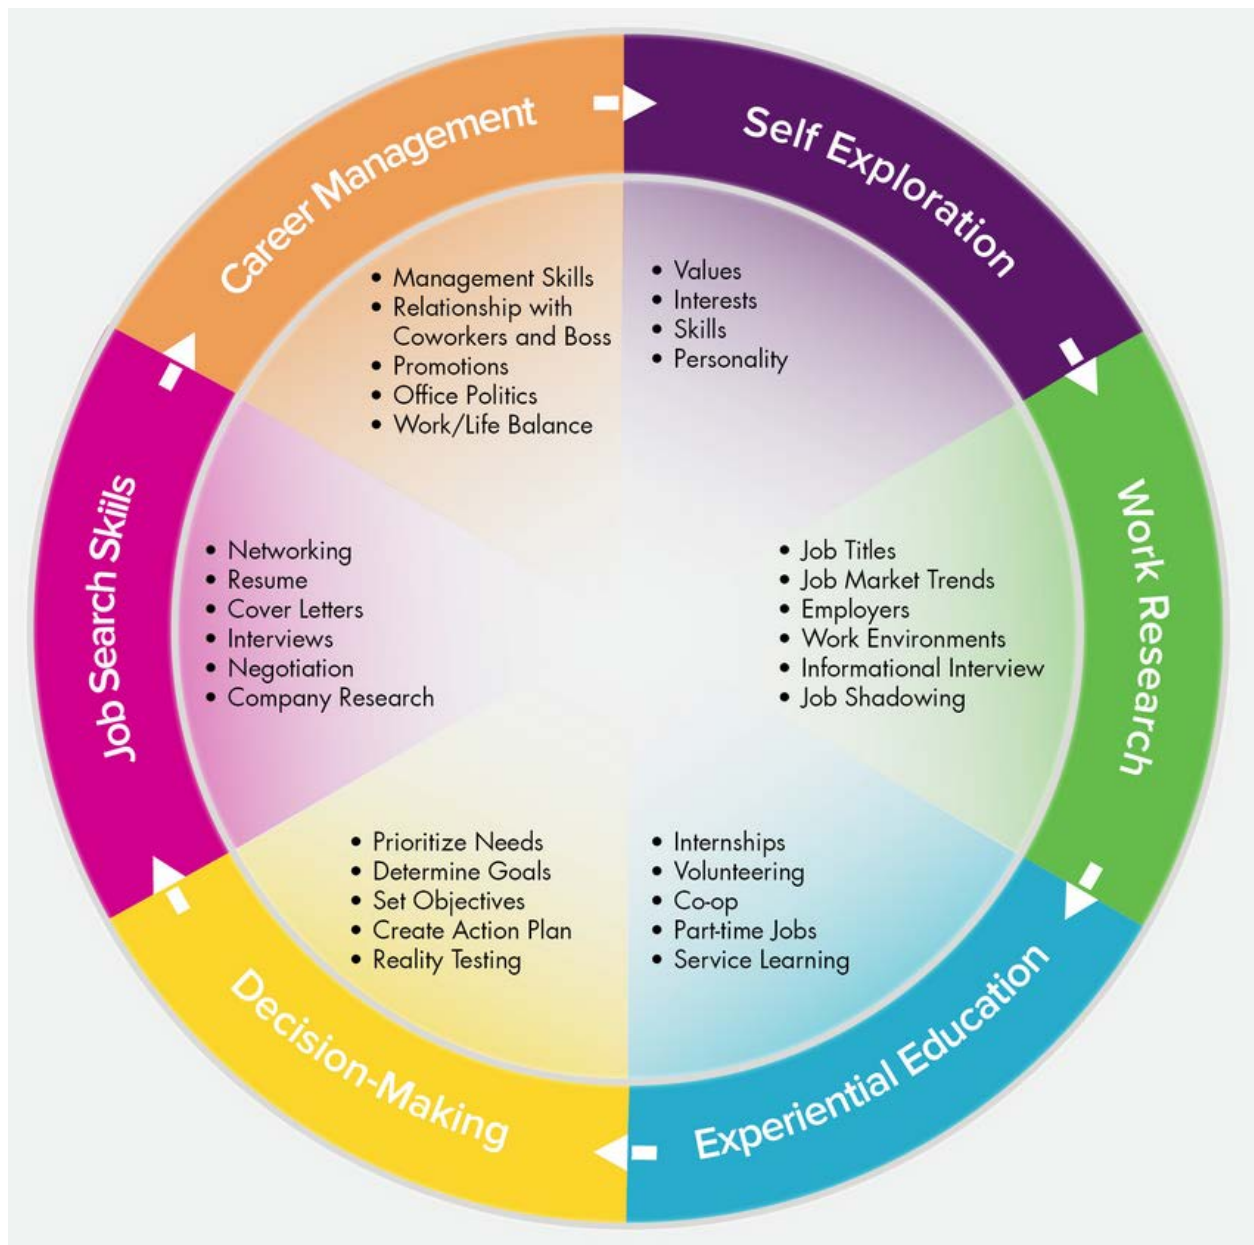 Self Exploration
• Values
• Interests
• Skills
• Personality
Work Research
• Job Titles
• Job Market Trends
• Employers
• Work Environments
• Informational Interview
• Job Shadowing
Experiential Education
• Internships
• Volunteering
• Co-op
• Part-time Jobs
• Service Learning
Decision-Making
• Prioritize Needs
• Determine Goals
• Set Objectives
• Create Action Plan
• Reality Testing
Job Search Skiils
• Networking
• Resume
• Cover Letters
• Interviews
• Negotiation
• Company Research
Career Management
• Management Skills
• Relationship with
Coworkers and Boss
• Promotions
• Office Politics
• Work/Life Balance